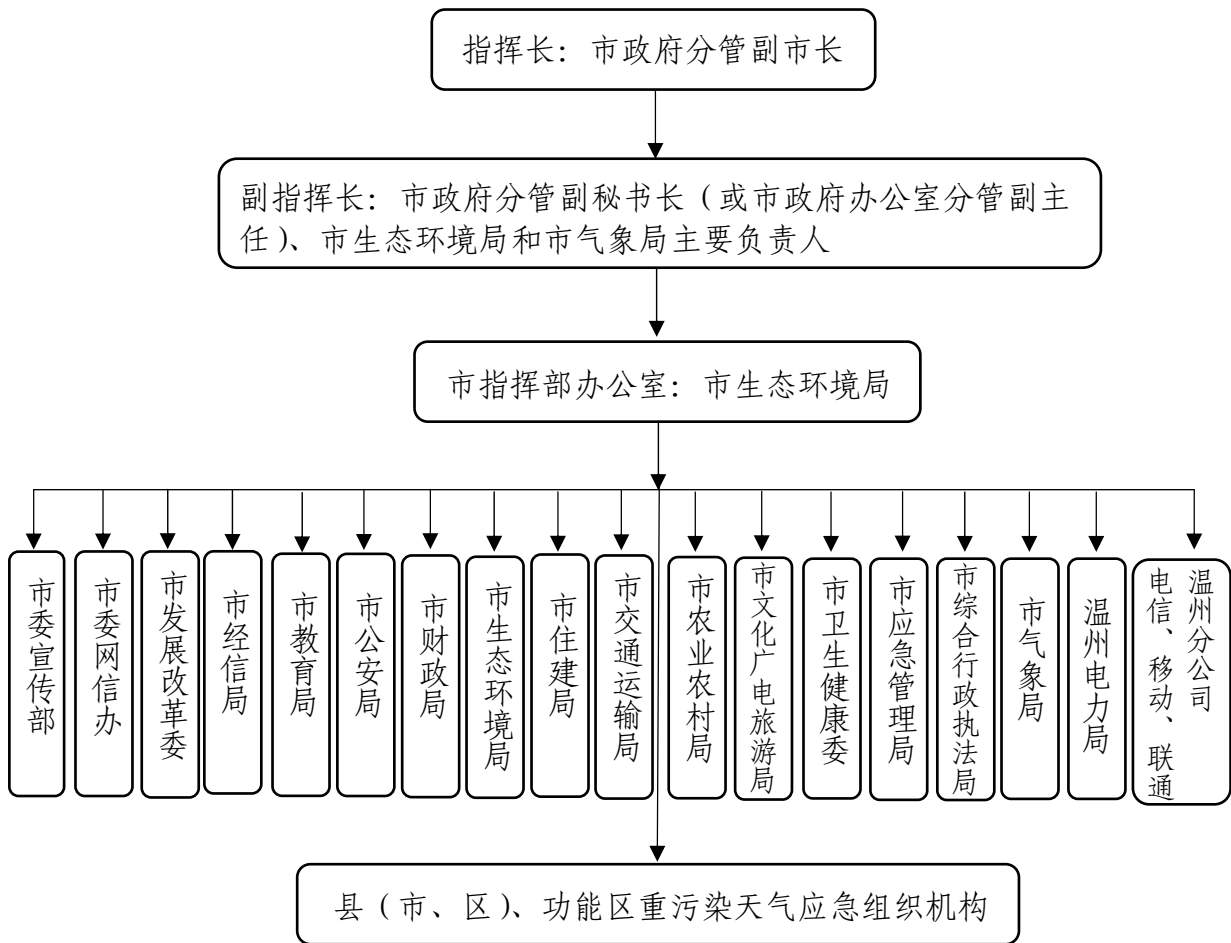 指挥长：市政府分管副市长
副指挥长：市政府分管副秘书长（或市政府办公室分管副主
任）、市生态环境局和市气象局主要负责人
市指挥部办公室：市生态环境局
市委宣传部
市委网信办
市发展改革委
市经信局
市教育局
市公安局
市财政局
市生态环境局
市住建局
市交通运输局
市农业农村局
市文化广电旅游局
市卫生健康委
市应急管理局
市综合行政执法局
市气象局
温州电力局
温州分公司
电信、移动、联通
县（市、区）、功能区重污染天气应急组织机构